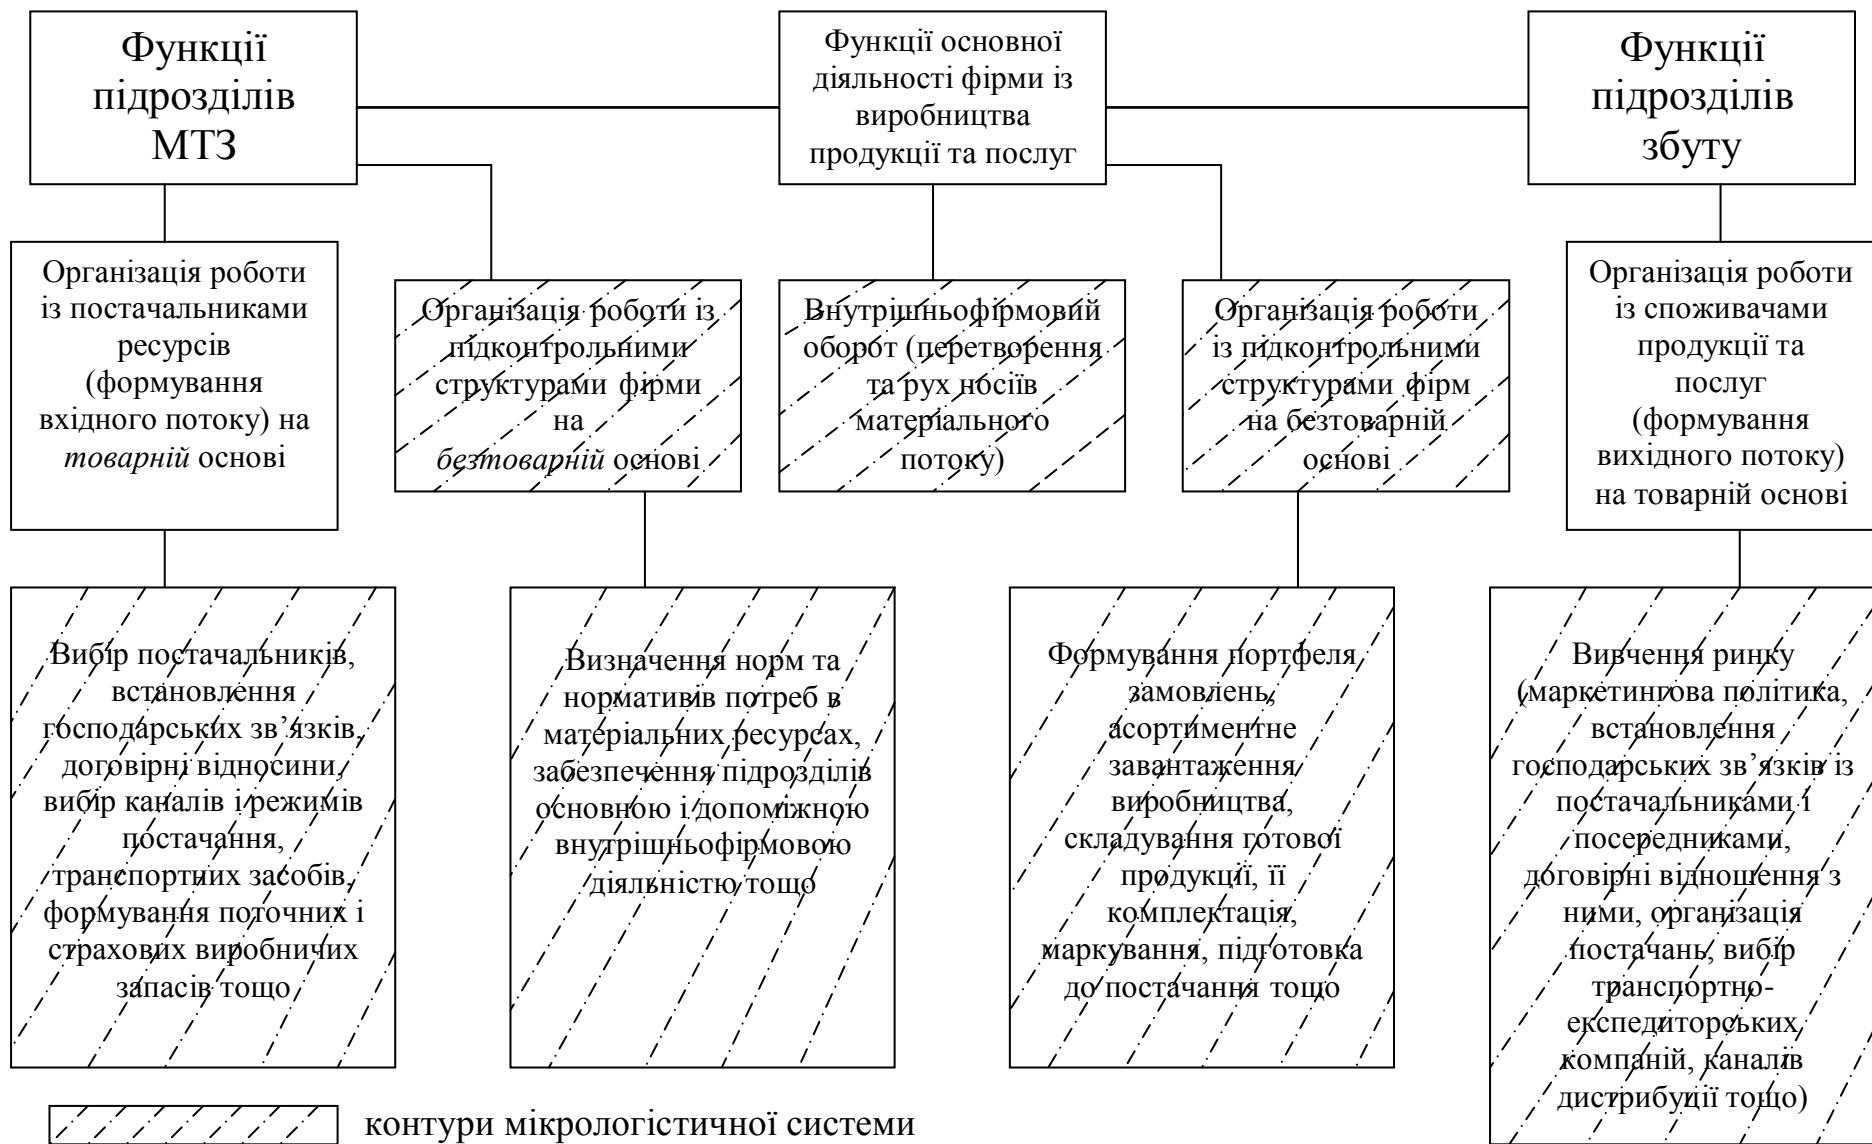 Функції
підрозділів
МТЗ
Функції основної
діяльності фірми із
виробництва
продукції та послуг
Функції
підрозділів
збуту
Організація роботи
із постачальниками
ресурсів
(формування
вхідного потоку) на
товарній основі
Організація роботи із
підконтрольними
структурами фірми
на
безтоварній основі
Внутрішньофірмовий
оборот (перетворення
та рух носіїв
матеріального
потоку)
Організація роботи
із підконтрольними
структурами фірм
на безтоварній
основі
Організація роботи
із споживачами
продукції та
послуг
(формування
вихідного потоку)
на товарній основі
Вибір постачальників,
встановлення
господарських зв’язків,
договірні відносини,
вибір каналів і режимів
постачання,
транспортних засобів,
формування поточних і
страхових виробничих
запасів тощо
Визначення норм та
нормативів потреб в
матеріальних ресурсах,
забезпечення підрозділів
основною і допоміжною
внутрішньофірмовою
діяльністю тощо
Формування портфеля
замовлень,
асортиментне
завантаження
виробництва,
складування готової
продукції, її
комплектація,
маркування, підготовка
до постачання тощо
Вивчення ринку
(маркетингова політика,
встановлення
господарських зв’язків із
постачальниками і
посередниками,
договірні відношення з
ними, організація
постачань, вибір
транспортно-
експедиторських
компаній, каналів
дистрибуції тощо)
контури мікрологістичної системи